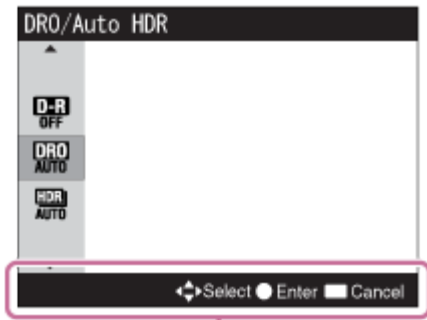 DRO/Auto HDR
D-R
OFF
DRO
AUTO
HDR
AUTO
Select Enter Cancel